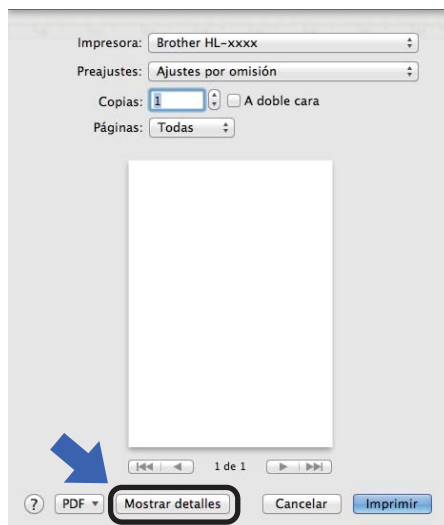 Impresora: Brother HL-xxxx
Preajustes: Ajustes por omisión
Copias: 1 A doble cara
Páginas: Todas
1 de 1
? PDF Mostrar detalles Cancelar Imprimir